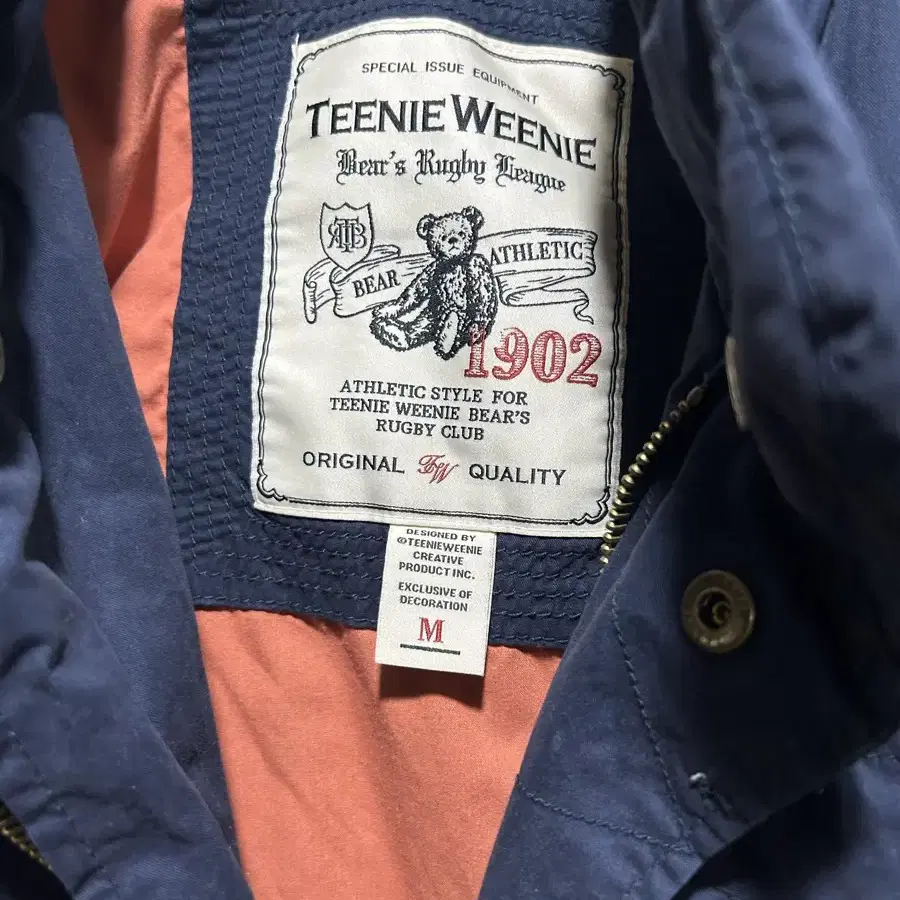 SPECIAL ISSUE EQUIPMENT
TEENIE WEENIE
Bear's Rugby League
RTB
BEAR ATHLETIC
1902
ATHLETIC STYLE FOR
TEENIE WEENIE BEAR'S
RUGBY CLUB
ORIGINAL TW QUALITY
DESIGNED BY
©TEENIEWEENIE
CREATIVE
PRODUCT INC.
EXCLUSIVE OF
DECORATION
M